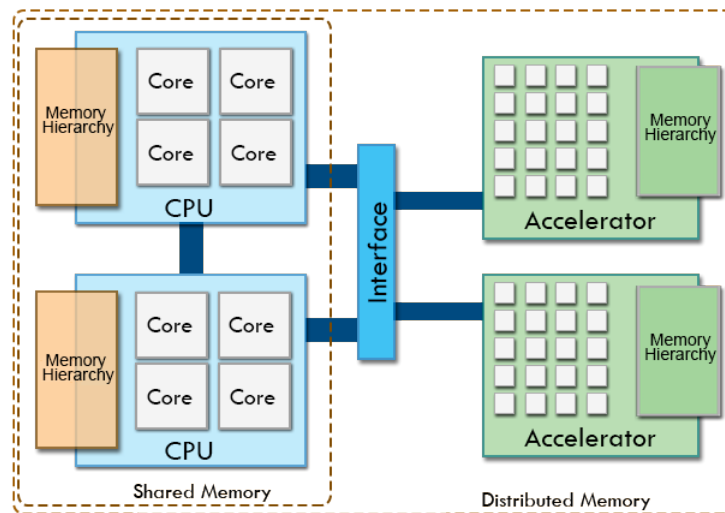 Memory
Hierarchy
Core
Core
Core
Core
CPU
Memory
Hierarchy
Core
Core
Core
Core
CPU
Shared Memory
Interface
Memory
Hierarchy
Accelerator
Memory
Hierarchy
Accelerator
Distributed Memory